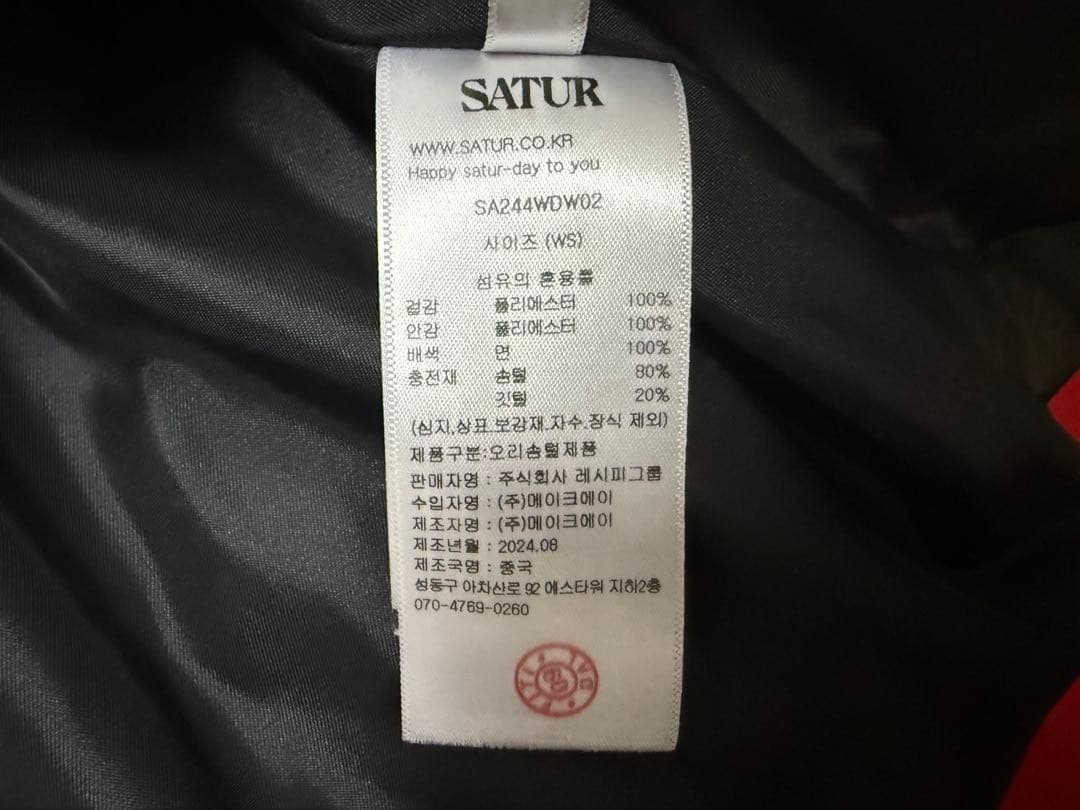 SATUR
WWW.SATUR.CO.KR
Happy satur-day to you
SA244WDW02
사이즈 (WS)
섬유의 혼용률
겉감 폴리에스터 100%
안감 폴리에스터 100%
배색 면 100%
충전재 솜털 80%
깃털 20%
(심지,상표.보강재.자수.장식 제외)
제품구분:오리솜털제품
판매자명 : 주식회사 레시피그룹
수입자명 : (주)메이크에이
제조자명 : (주)메이크에이
제조년월 : 2024.08
제조국명 : 중국
성동구 아차산로 92 에스타워 지하2층
070-4769-0260